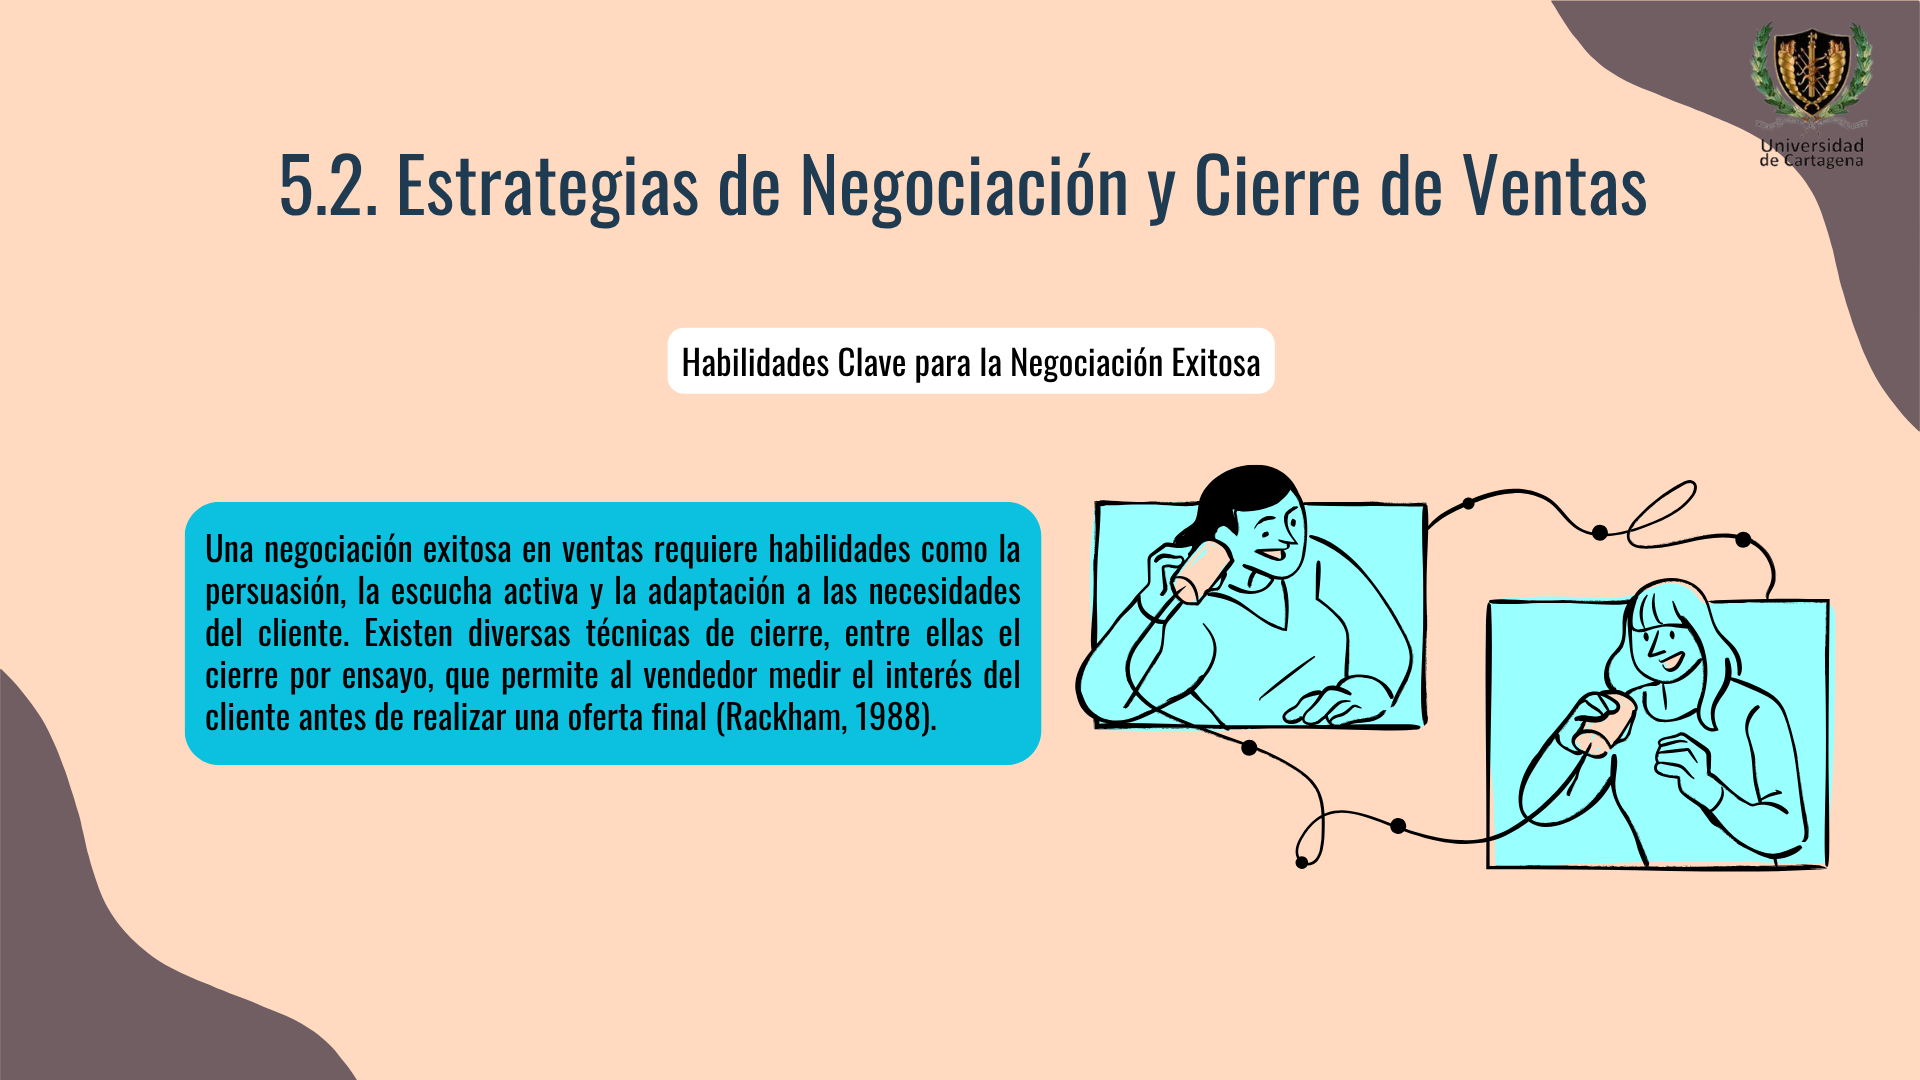 Universidad
de Cartagena
5.2. Estrategias de Negociación y Cierre de Ventas
Habilidades Clave para la Negociación Exitosa
Una negociación exitosa en ventas requiere habilidades como la
persuasión, la escucha activa y la adaptación a las necesidades
del cliente. Existen diversas técnicas de cierre, entre ellas el
cierre por ensayo, que permite al vendedor medir el interés del
cliente antes de realizar una oferta final (Rackham, 1988).